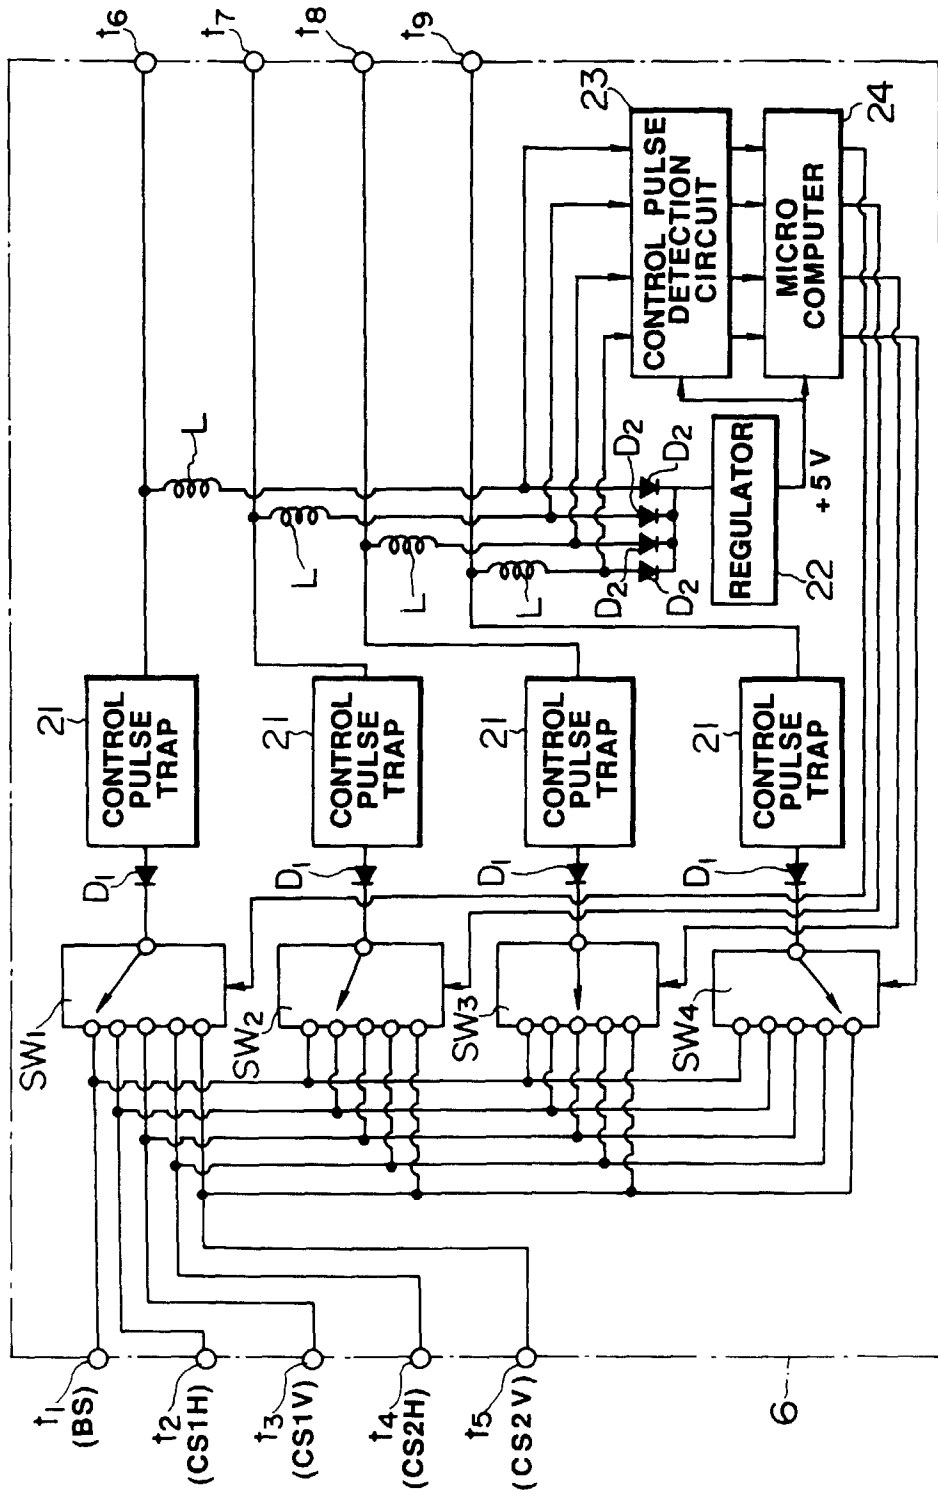 t6
t7
t8
t9
23
CONTROL PULSE
DETECTION
CIRCUIT
24
MICRO
COMPUTER
L
L
L
L
D2
D2
D2
D2
REGULATOR
22
+5V
21
CONTROL
PULSE
TRAP
21
CONTROL
PULSE
TRAP
21
CONTROL
PULSE
TRAP
21
CONTROL
PULSE
TRAP
D1
D1
D1
D1
SW1
SW2
SW3
SW4
t1
(BS)
t2
(CS1H)
t3
(CS1V)
t4
(CS2H)
t5
(CS2V)
6